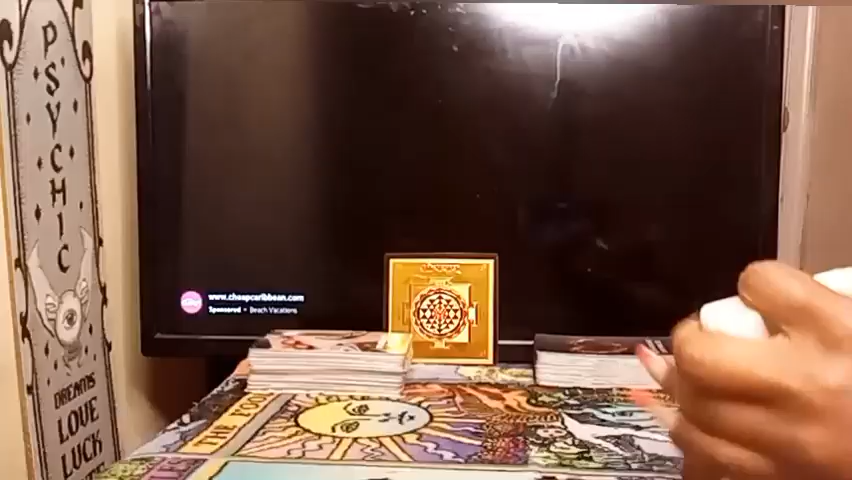 PSYCHIC
DREAMS
LOVE
LUCK
www.cheapcaribbean.com
Sponsored • Beach Vacations
THE FOOL